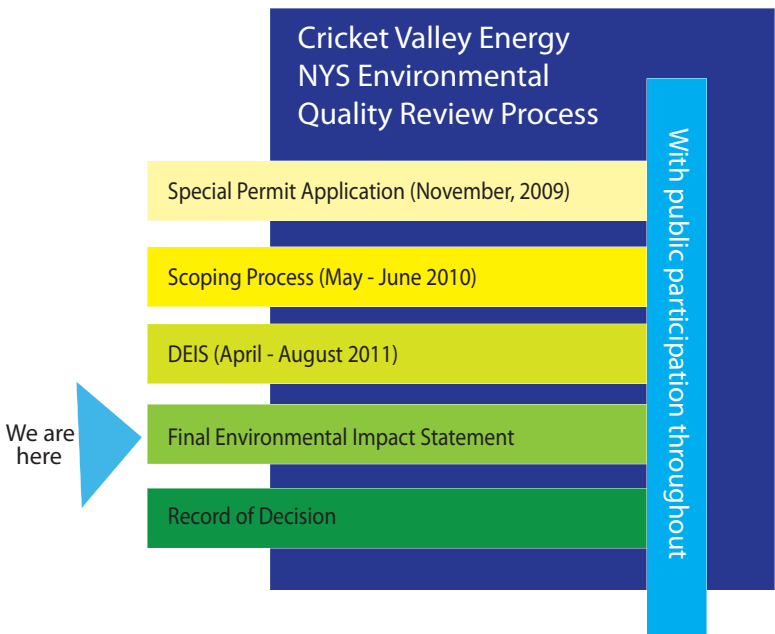 Cricket Valley Energy
NYS Environmental
Quality Review Process
With public participation throughout
Special Permit Application (November, 2009)
Scoping Process (May - June 2010)
DEIS (April - August 2011)
We are
here
Final Environmental Impact Statement
Record of Decision